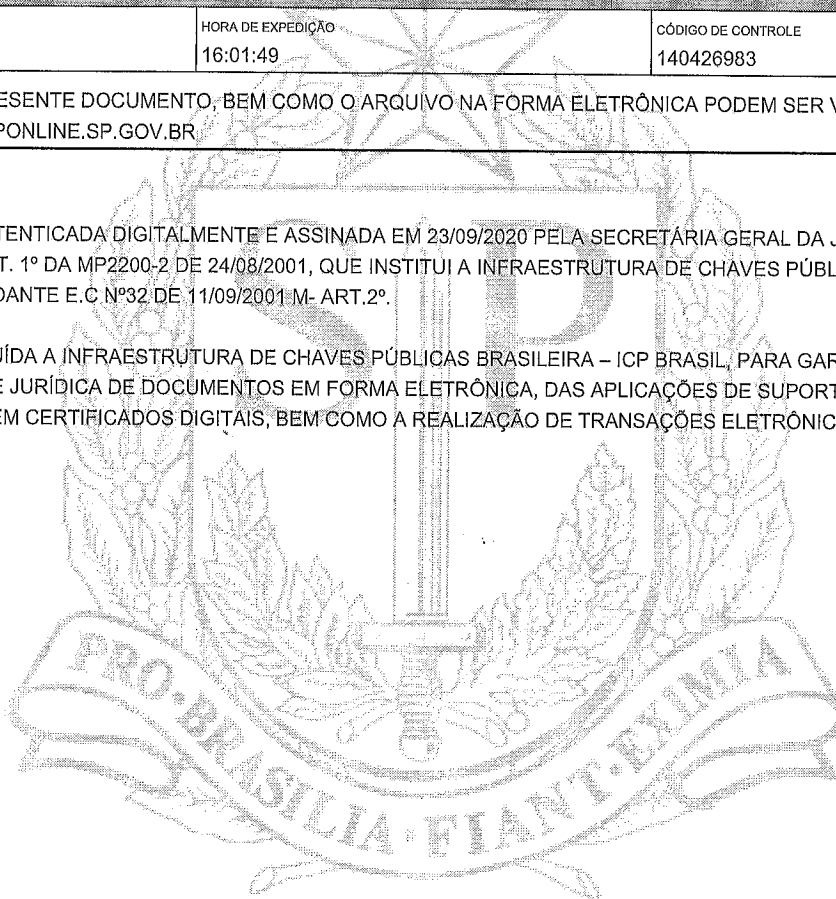 HORA DE EXPEDIÇÃO
16:01:49
CÓDIGO DE CONTROLE
140426983
ESENTE DOCUMENTO, BEM COMO O ARQUIVO NA FORMA ELETRÔNICA PODEM SER V
PONLINE.SP.GOV.BR
TENTICADA DIGITALMENTE E ASSINADA EM 23/09/2020 PELA SECRETÁRIA GERAL DA J
T. 1º DA MP2200-2 DE 24/08/2001, QUE INSTITUI A INFRAESTRUTURA DE CHAVES PÚBL
DANTE E.C Nº32 DE 11/09/2001 M- ART.2º.
UÍDA A INFRAESTRUTURA DE CHAVES PÚBLICAS BRASILEIRA – ICP BRASIL, PARA GAR
E JURÍDICA DE DOCUMENTOS EM FORMA ELETRÔNICA, DAS APLICAÇÕES DE SUPORT
EM CERTIFICADOS DIGITAIS, BEM COMO A REALIZAÇÃO DE TRANSAÇÕES ELETRÔNIC
SP
PRO·BRASILIA·FIANT·EXIMIA